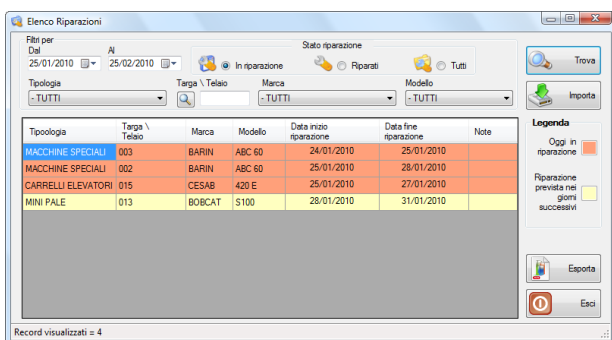 Elenco Riparazioni
Filtri per
Dal Al
25/01/2010 25/02/2010
Stato riparazione
In riparazione Riparati Tutti
Trova
Tipologia Targa \ Telaio Marca Modello
- TUTTI - TUTTI - TUTTI
Importa
Tipoologia Targa \ Telaio Marca Modello Data inizio riparazione Data fine riparazione Note
MACCHINE SPECIALI 003 BARIN ABC 60 24/01/2010 25/01/2010
MACCHINE SPECIALI 002 BARIN ABC 60 25/01/2010 28/01/2010
CARRELLI ELEVATORI 015 CESAB 420 E 25/01/2010 27/01/2010
MINI PALE 013 BOBCAT S100 28/01/2010 31/01/2010
Legenda
Oggi in
riparazione
Riparazione
prevista nei
giorni
successivi
Esporta
Esci
Record visualizzati = 4